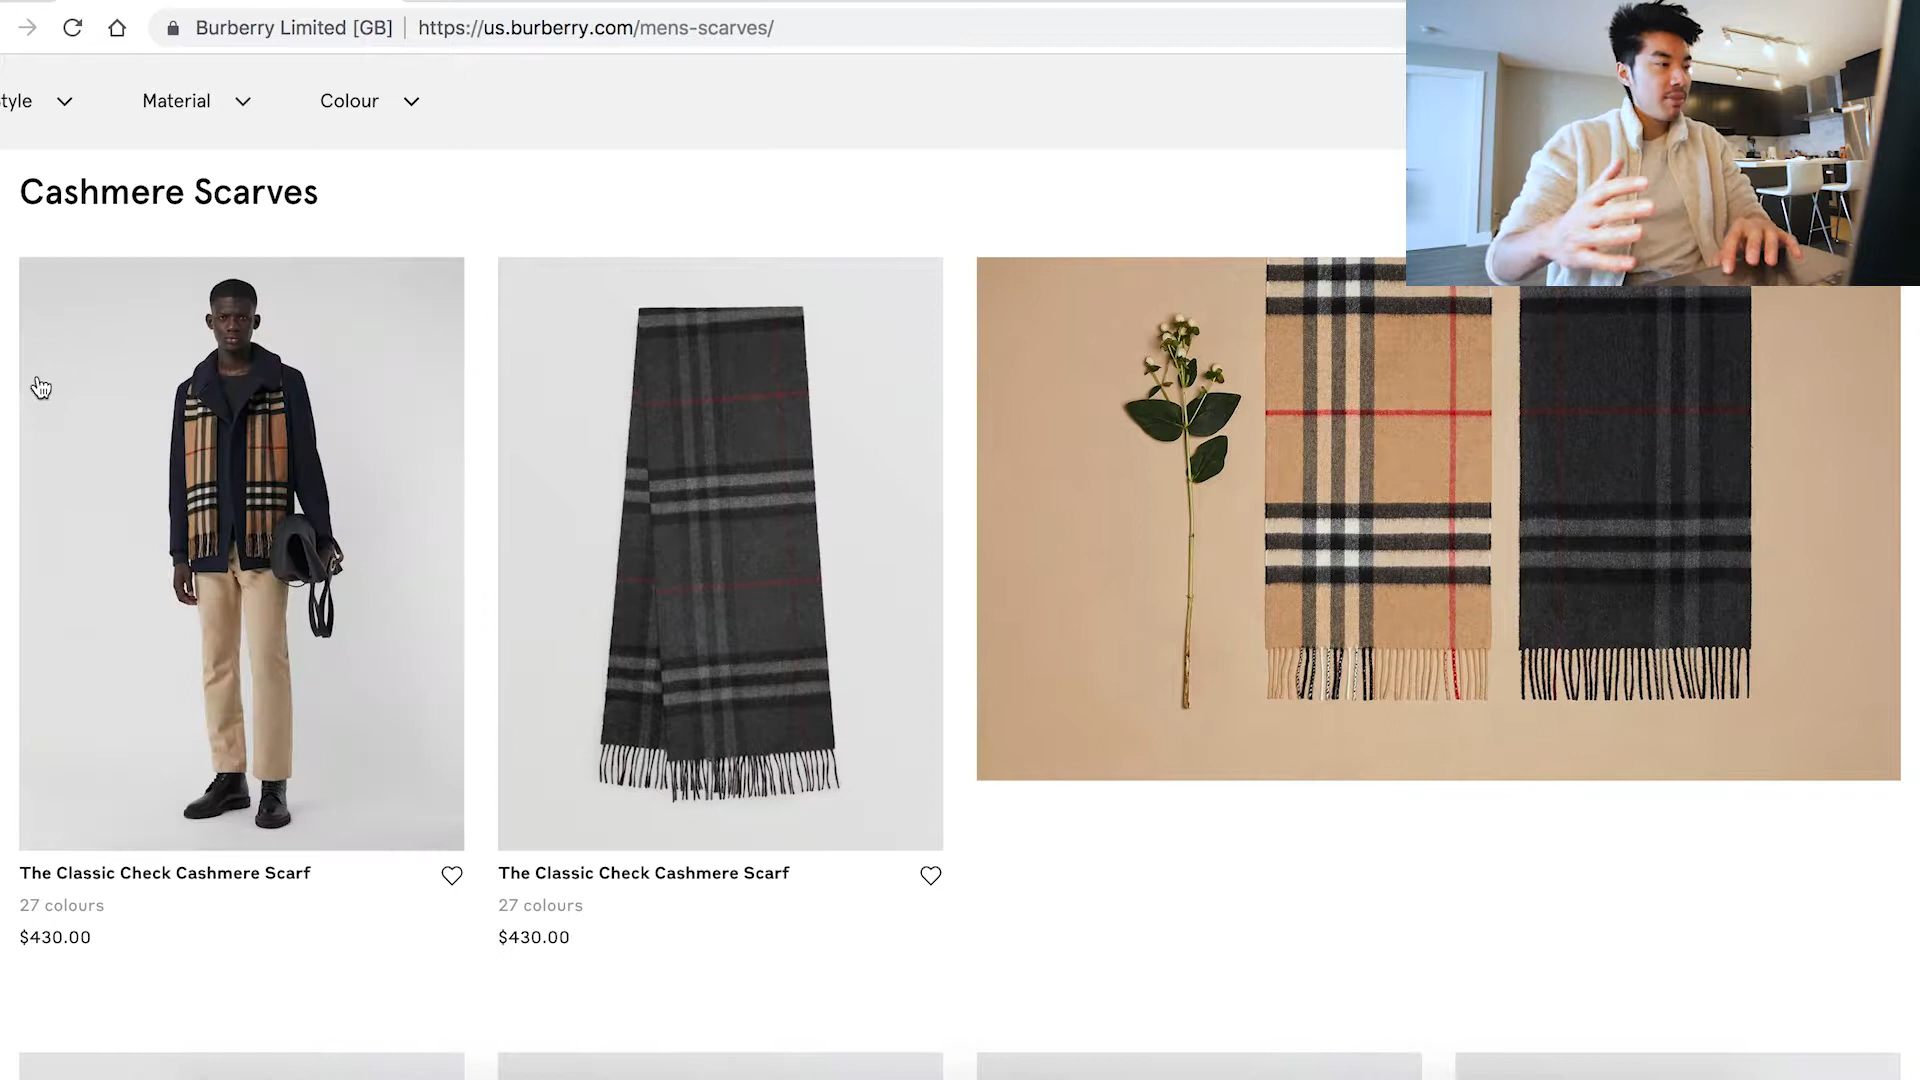 Burberry Limited [GB] | https://us.burberry.com/mens-scarves/
Material
Colour
Cashmere Scarves
The Classic Check Cashmere Scarf
27 colours
$430.00
The Classic Check Cashmere Scarf
27 colours
$430.00